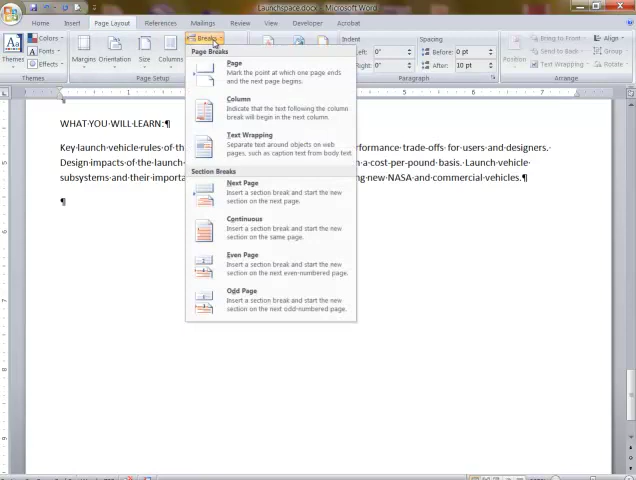 Launchspace.docx - Microsoft Word
Home Insert Page Layout References Mailings Review View Developer Acrobat
Themes Colors Fonts Effects Margins Orientation Size Columns Breaks Indent Left: 0" Right: 0" Spacing Before: 0 pt After: 10 pt Position Bring to Front Send to Back Text Wrapping Align Group Rotate
Themes Page Setup Paragraph Arrange
Page Breaks
Page
Mark the point at which one page ends
and the next page begins.
Column
Indicate that the text following the column
break will begin in the next column.
Text Wrapping
Separate text around objects on web
pages, such as caption text from body text.
Section Breaks
Next Page
Insert a section break and start the new
section on the next page.
Continuous
Insert a section break and start the new
section on the same page.
Even Page
Insert a section break and start the new
section on the next even-numbered page.
Odd Page
Insert a section break and start the new
section on the next odd-numbered page.
WHAT·YOU·WILL·LEARN:¶
Key·launch·vehicle·rules·of·th formance·trade-offs·for·users·and·designers.·
Design·impacts·of·the·launch· n·a·cost-per-pound·basis.··Launch·vehicle·
subsystems·and·their·importa ng·new·NASA·and·commercial·vehicles.¶
¶